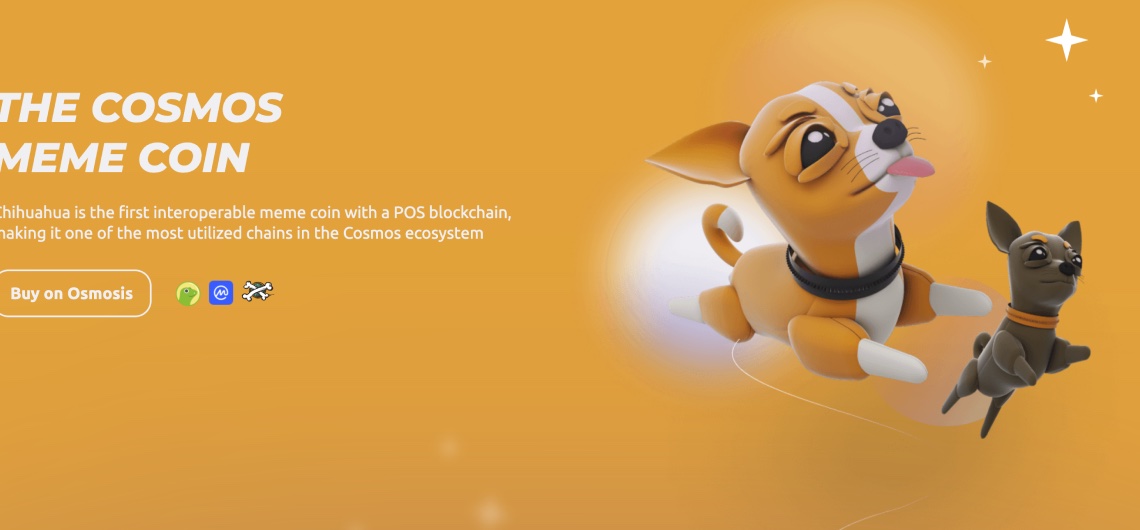 THE COSMOS
MEME COIN
Chihuahua is the first interoperable meme coin with a POS blockchain,
making it one of the most utilized chains in the Cosmos ecosystem
Buy on Osmosis